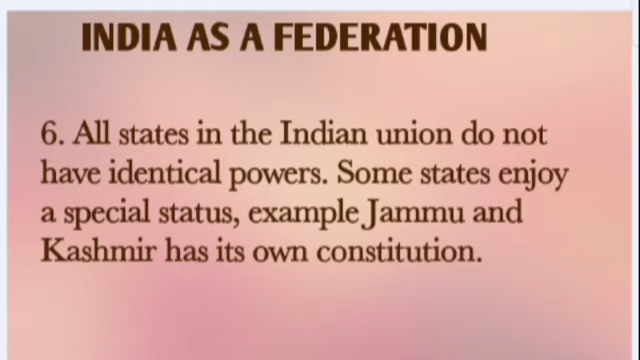 INDIA AS A FEDERATION
6. All states in the Indian union do not
have identical powers. Some states enjoy
a special status, example Jammu and
Kashmir has its own constitution.